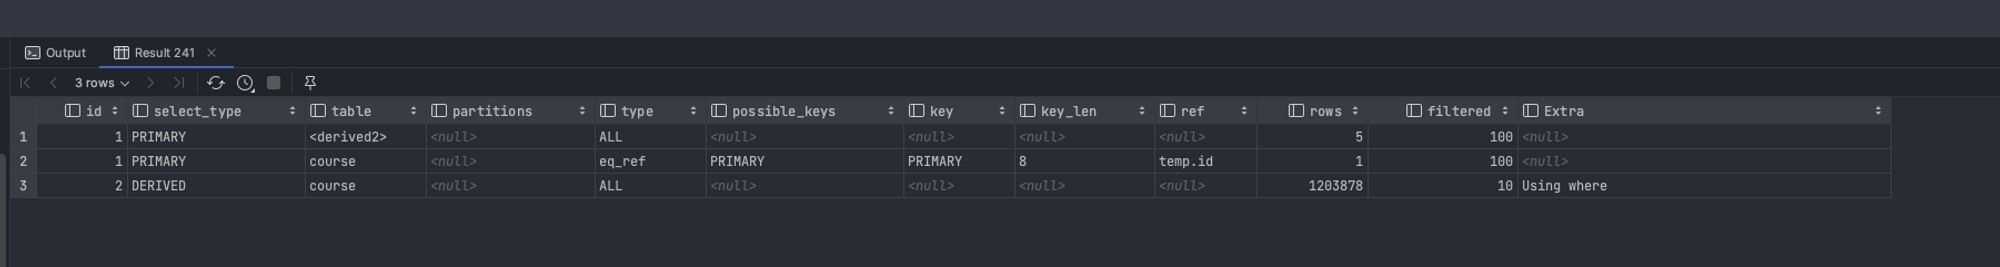 Output Result 241
3 rows
id select_type table partitions type possible_keys key key_len ref rows filtered Extra
1 1 PRIMARY <derived2> <null> ALL <null> <null> <null> <null> 5 100 <null>
2 1 PRIMARY course <null> eq_ref PRIMARY PRIMARY 8 temp.id 1 100 <null>
3 2 DERIVED course <null> ALL <null> <null> <null> <null> 1203878 10 Using where